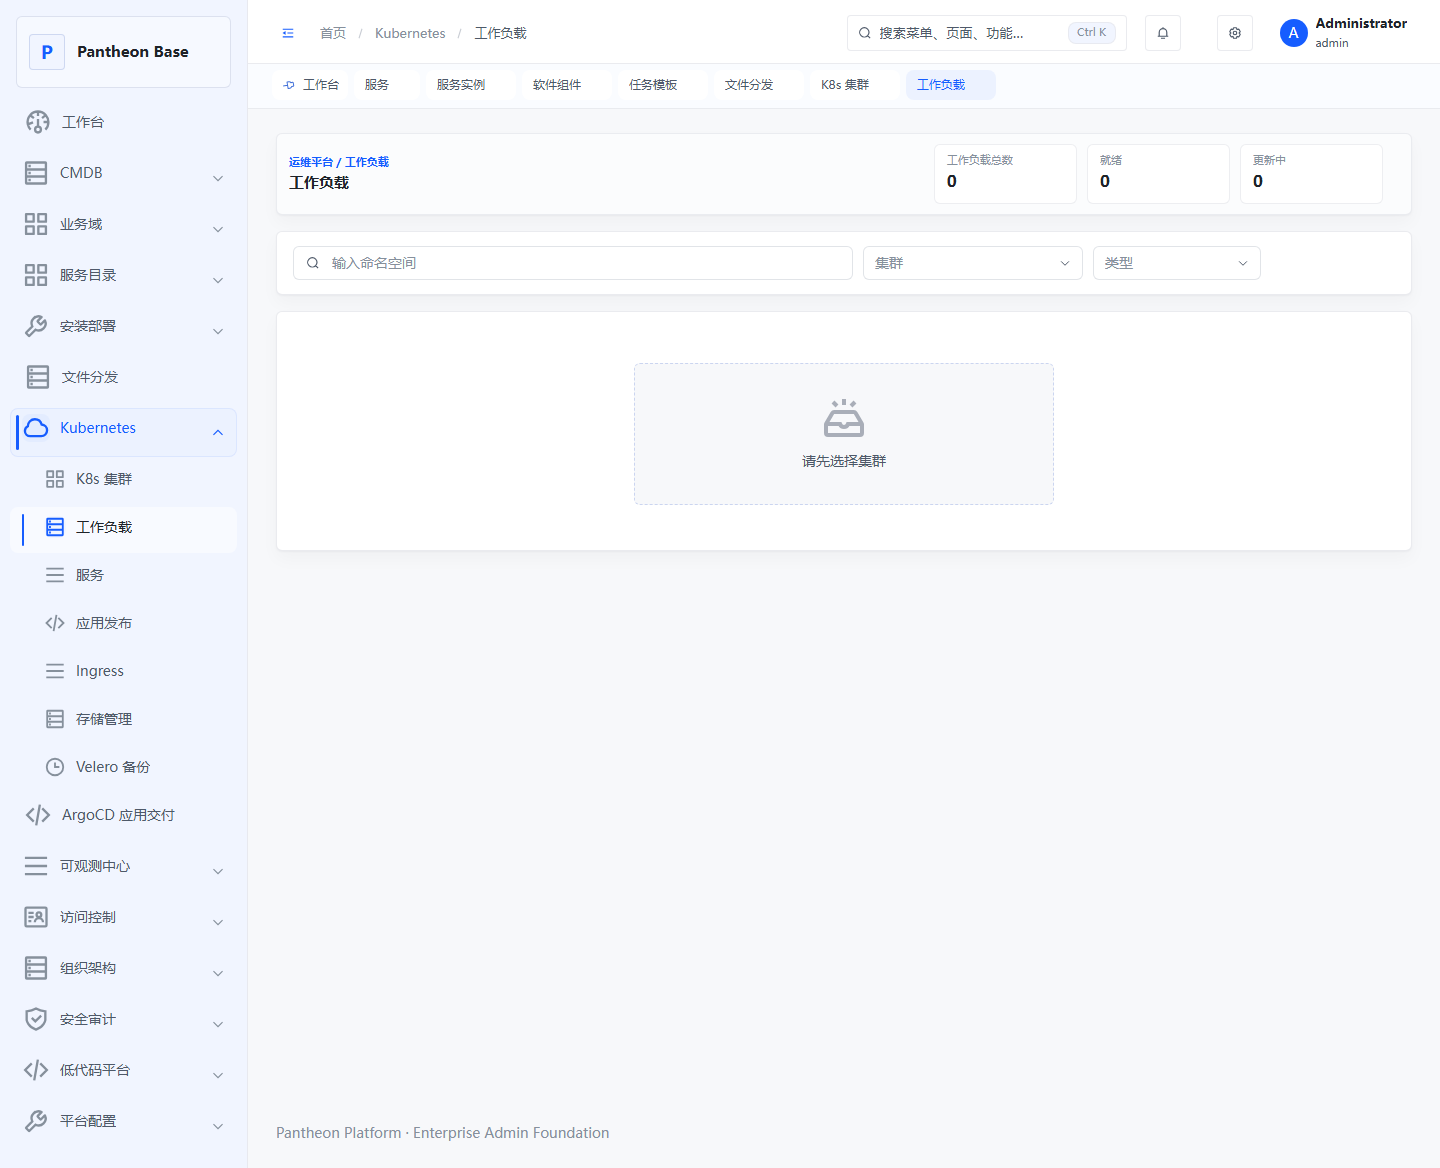 P Pantheon Base
工作台
CMDB
业务域
服务目录
安装部署
文件分发
Kubernetes
K8s 集群
工作负载
服务
应用发布
Ingress
存储管理
Velero 备份
ArgoCD 应用交付
可观测中心
访问控制
组织架构
安全审计
低代码平台
平台配置
首页 / Kubernetes / 工作负载
搜索菜单、页面、功能... Ctrl K
A Administrator
admin
工作台 服务 服务实例 软件组件 任务模板 文件分发 K8s 集群 工作负载
运维平台 / 工作负载
工作负载
工作负载总数
0
就绪
0
更新中
0
输入命名空间 集群 类型
请先选择集群
Pantheon Platform · Enterprise Admin Foundation